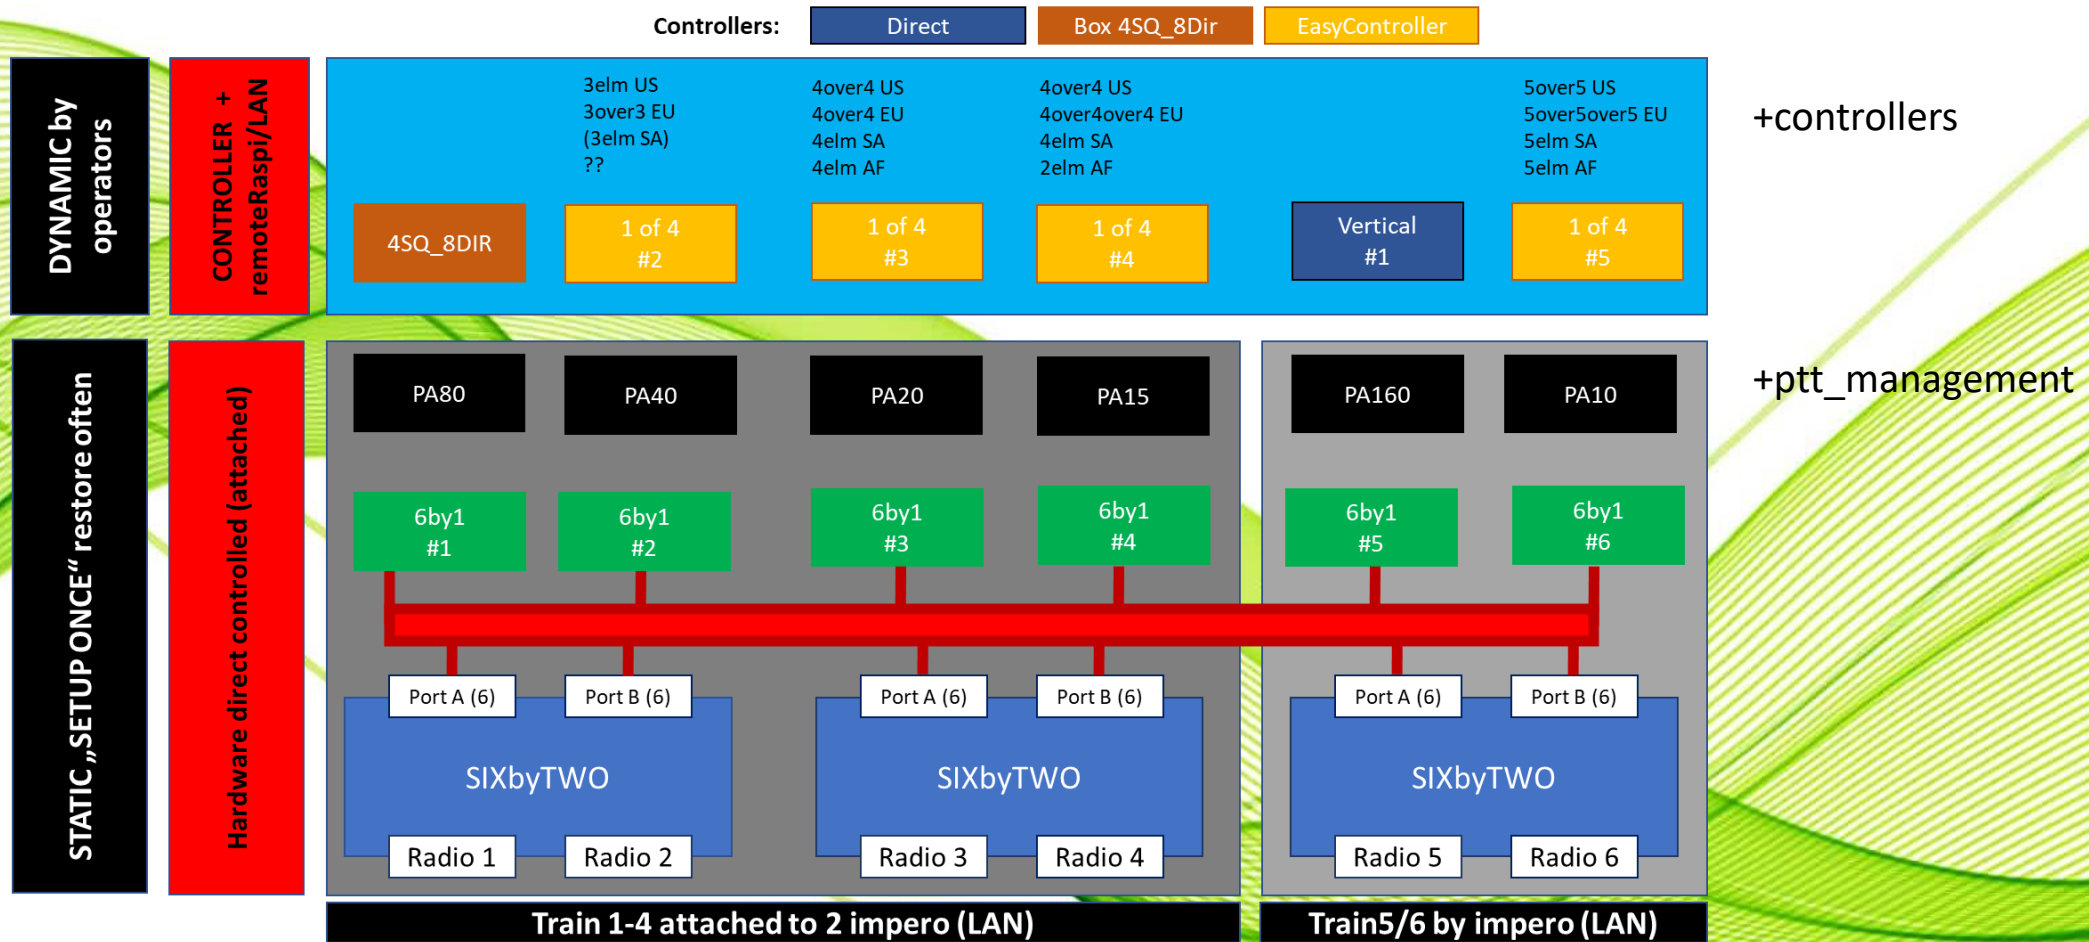 Controllers:
Direct
Box 4SQ_8Dir
EasyController
DYNAMIC by
operators
CONTROLLER +
remoteRaspi/LAN
3elm US
3over3 EU
(3elm SA)
??
4over4 US
4over4 EU
4elm SA
4elm AF
4over4 US
4over4over4 EU
4elm SA
2elm AF
5over5 US
5over5over5 EU
5elm SA
5elm AF
+controllers
4SQ_8DIR
1 of 4
#2
1 of 4
#3
1 of 4
#4
Vertical
#1
1 of 4
#5
STATIC „SETUP ONCE“ restore often
Hardware direct controlled (attached)
PA80
PA40
PA20
PA15
PA160
PA10
+ptt_management
6by1
#1
6by1
#2
6by1
#3
6by1
#4
6by1
#5
6by1
#6
Port A (6)
Port B (6)
Port A (6)
Port B (6)
Port A (6)
Port B (6)
SIXbyTWO
SIXbyTWO
SIXbyTWO
Radio 1
Radio 2
Radio 3
Radio 4
Radio 5
Radio 6
Train 1-4 attached to 2 impero (LAN)
Train5/6 by impero (LAN)